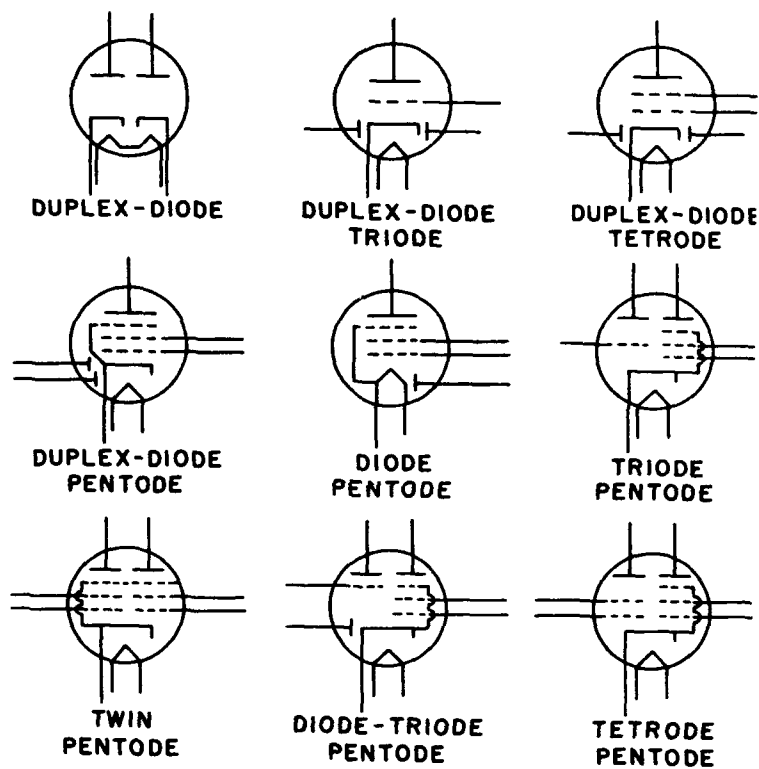 DUPLEX-DIODE
DUPLEX-DIODE
TRIODE
DUPLEX-DIODE
TETRODE
DUPLEX-DIODE
PENTODE
DIODE
PENTODE
TRIODE
PENTODE
TWIN
PENTODE
DIODE-TRIODE
PENTODE
TETRODE
PENTODE